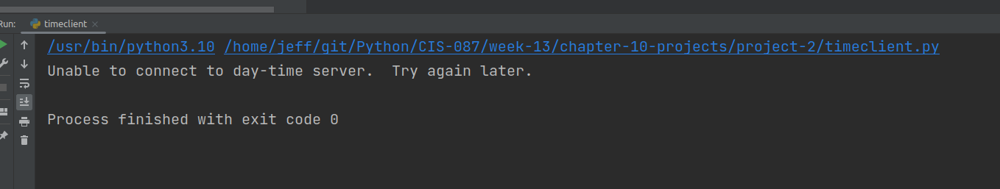 Run: timeclient
/usr/bin/python3.10 /home/jeff/git/Python/CIS-087/week-13/chapter-10-projects/project-2/timeclient.py
Unable to connect to day-time server.  Try again later.
Process finished with exit code 0